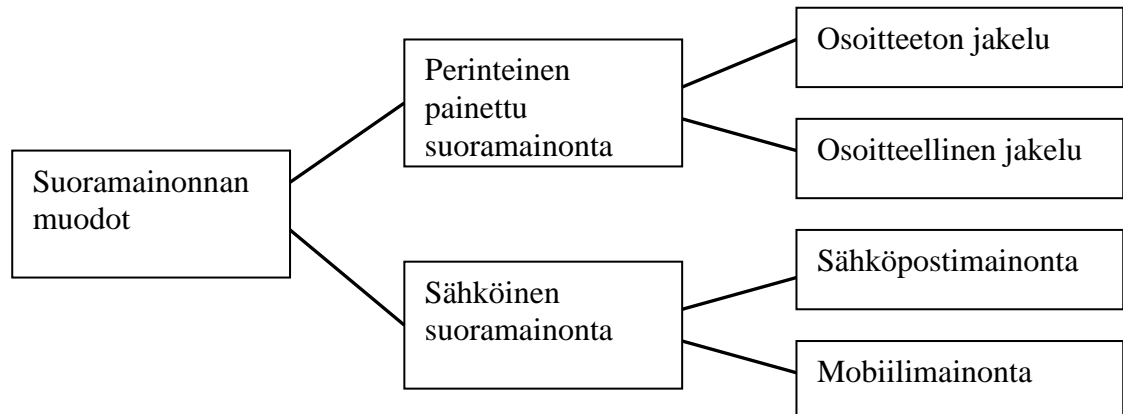 Suoramainonnan
muodot
Perinteinen
painettu
suoramainonta
Sähköinen
suoramainonta
Osoitteeton jakelu
Osoitteellinen jakelu
Sähköpostimainonta
Mobiilimainonta